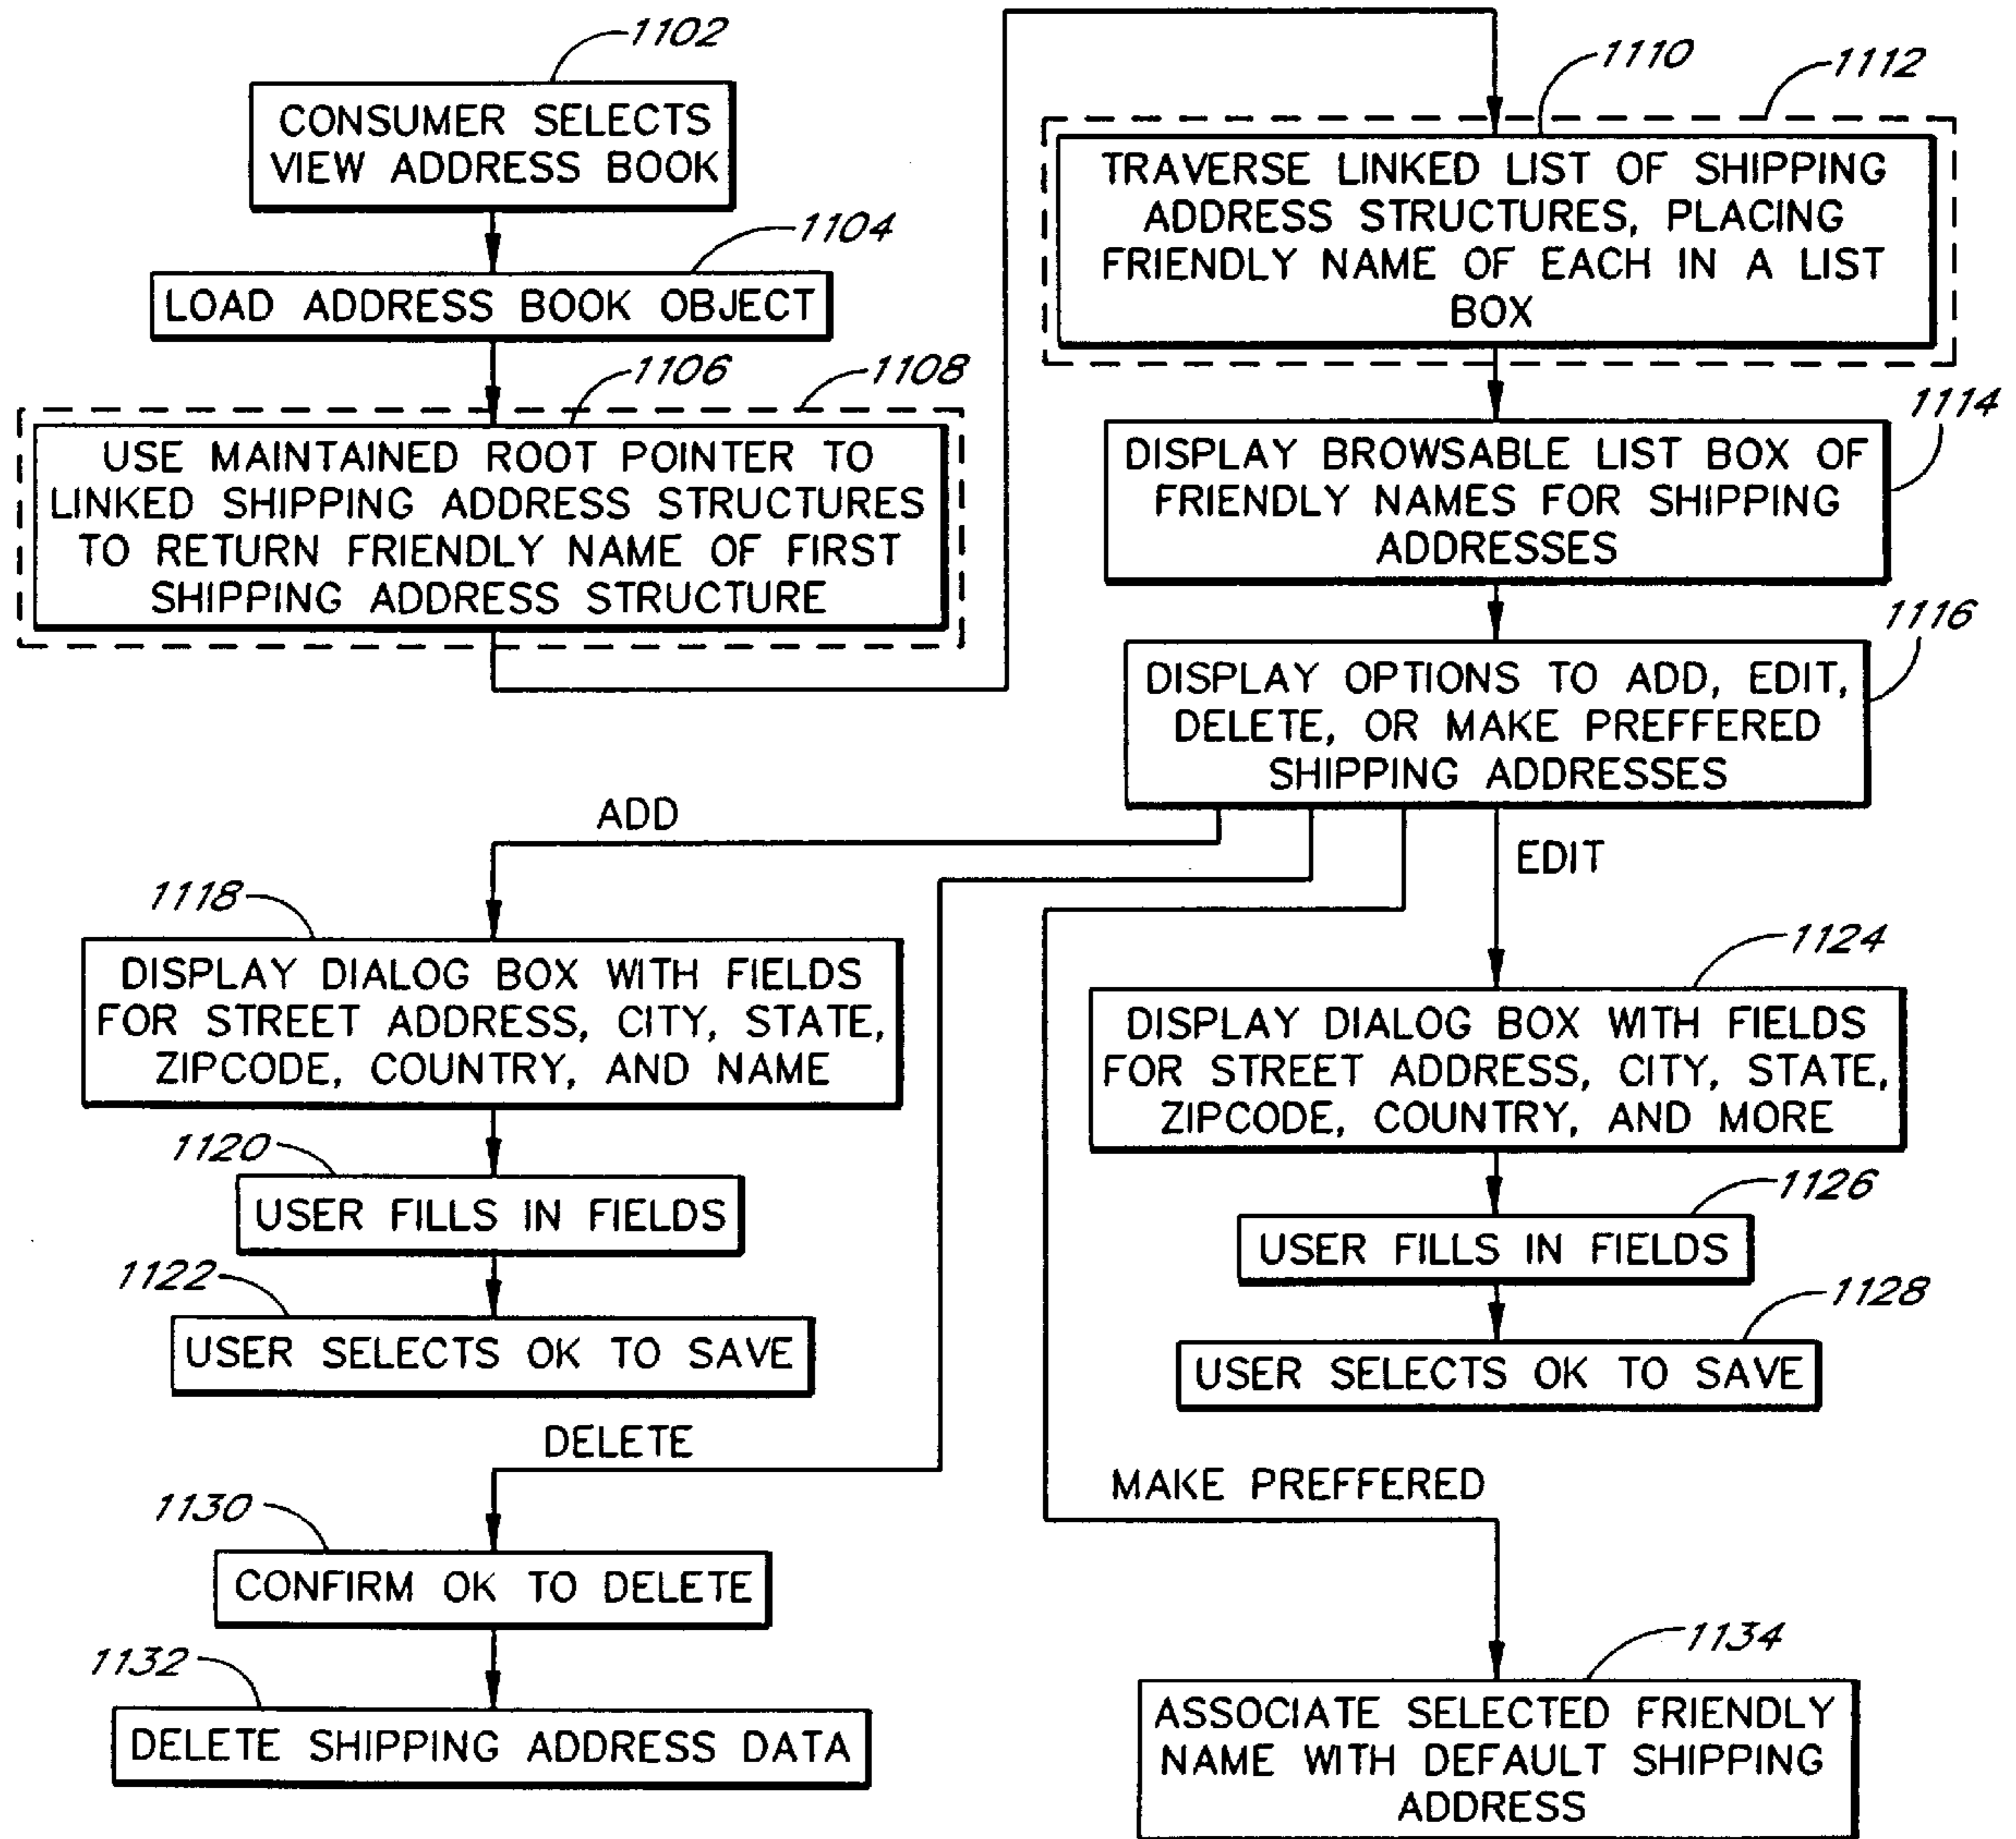 1102
CONSUMER SELECTS
VIEW ADDRESS BOOK
1104
LOAD ADDRESS BOOK OBJECT
1106
1108
USE MAINTAINED ROOT POINTER TO
LINKED SHIPPING ADDRESS STRUCTURES
TO RETURN FRIENDLY NAME OF FIRST
SHIPPING ADDRESS STRUCTURE
1110
1112
TRAVERSE LINKED LIST OF SHIPPING
ADDRESS STRUCTURES, PLACING
FRIENDLY NAME OF EACH IN A LIST
BOX
1114
DISPLAY BROWSABLE LIST BOX OF
FRIENDLY NAMES FOR SHIPPING
ADDRESSES
1116
DISPLAY OPTIONS TO ADD, EDIT,
DELETE, OR MAKE PREFFERED
SHIPPING ADDRESSES
ADD
1118
DISPLAY DIALOG BOX WITH FIELDS
FOR STREET ADDRESS, CITY, STATE,
ZIPCODE, COUNTRY, AND NAME
1120
USER FILLS IN FIELDS
1122
USER SELECTS OK TO SAVE
EDIT
1124
DISPLAY DIALOG BOX WITH FIELDS
FOR STREET ADDRESS, CITY, STATE,
ZIPCODE, COUNTRY, AND MORE
1126
USER FILLS IN FIELDS
1128
USER SELECTS OK TO SAVE
DELETE
1130
CONFIRM OK TO DELETE
1132
DELETE SHIPPING ADDRESS DATA
MAKE PREFFERED
1134
ASSOCIATE SELECTED FRIENDLY
NAME WITH DEFAULT SHIPPING
ADDRESS